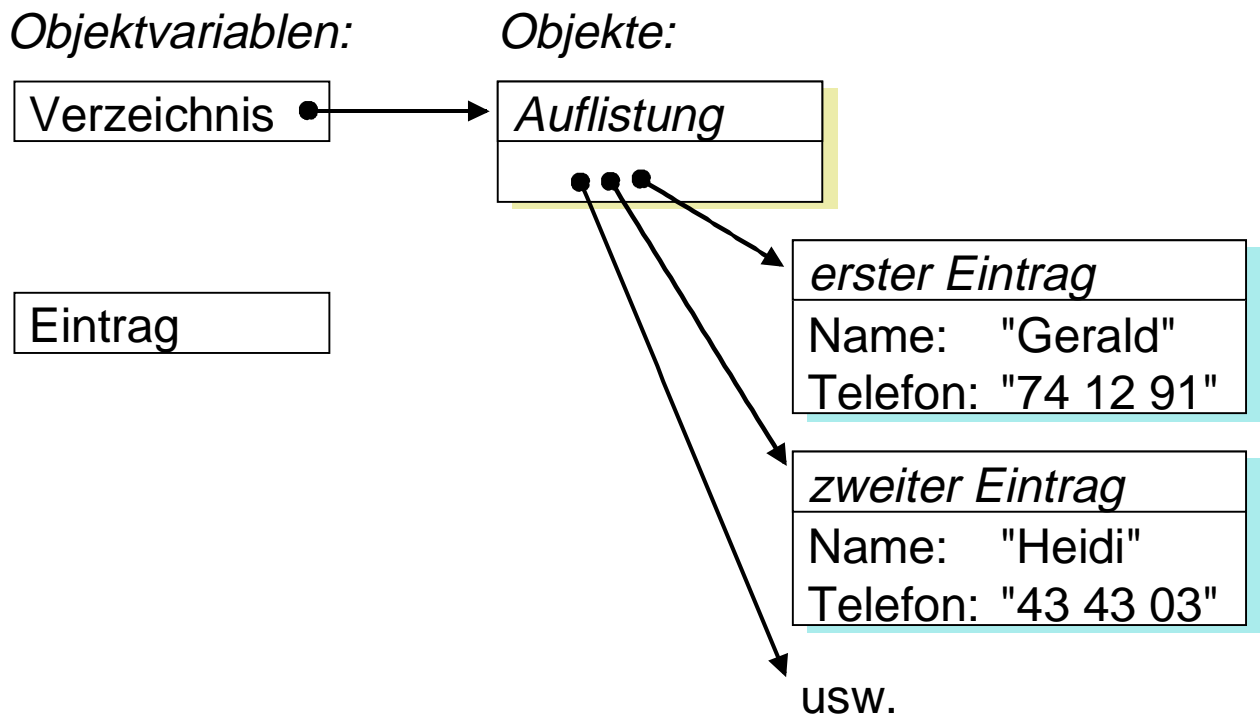 Objektvariablen: Objekte:
Verzeichnis Auflistung
erster Eintrag
Eintrag
Name: "Gerald"
Telefon: "74 12 91"
zweiter Eintrag
Name: "Heidi"
Telefon: "43 43 03"
usw.